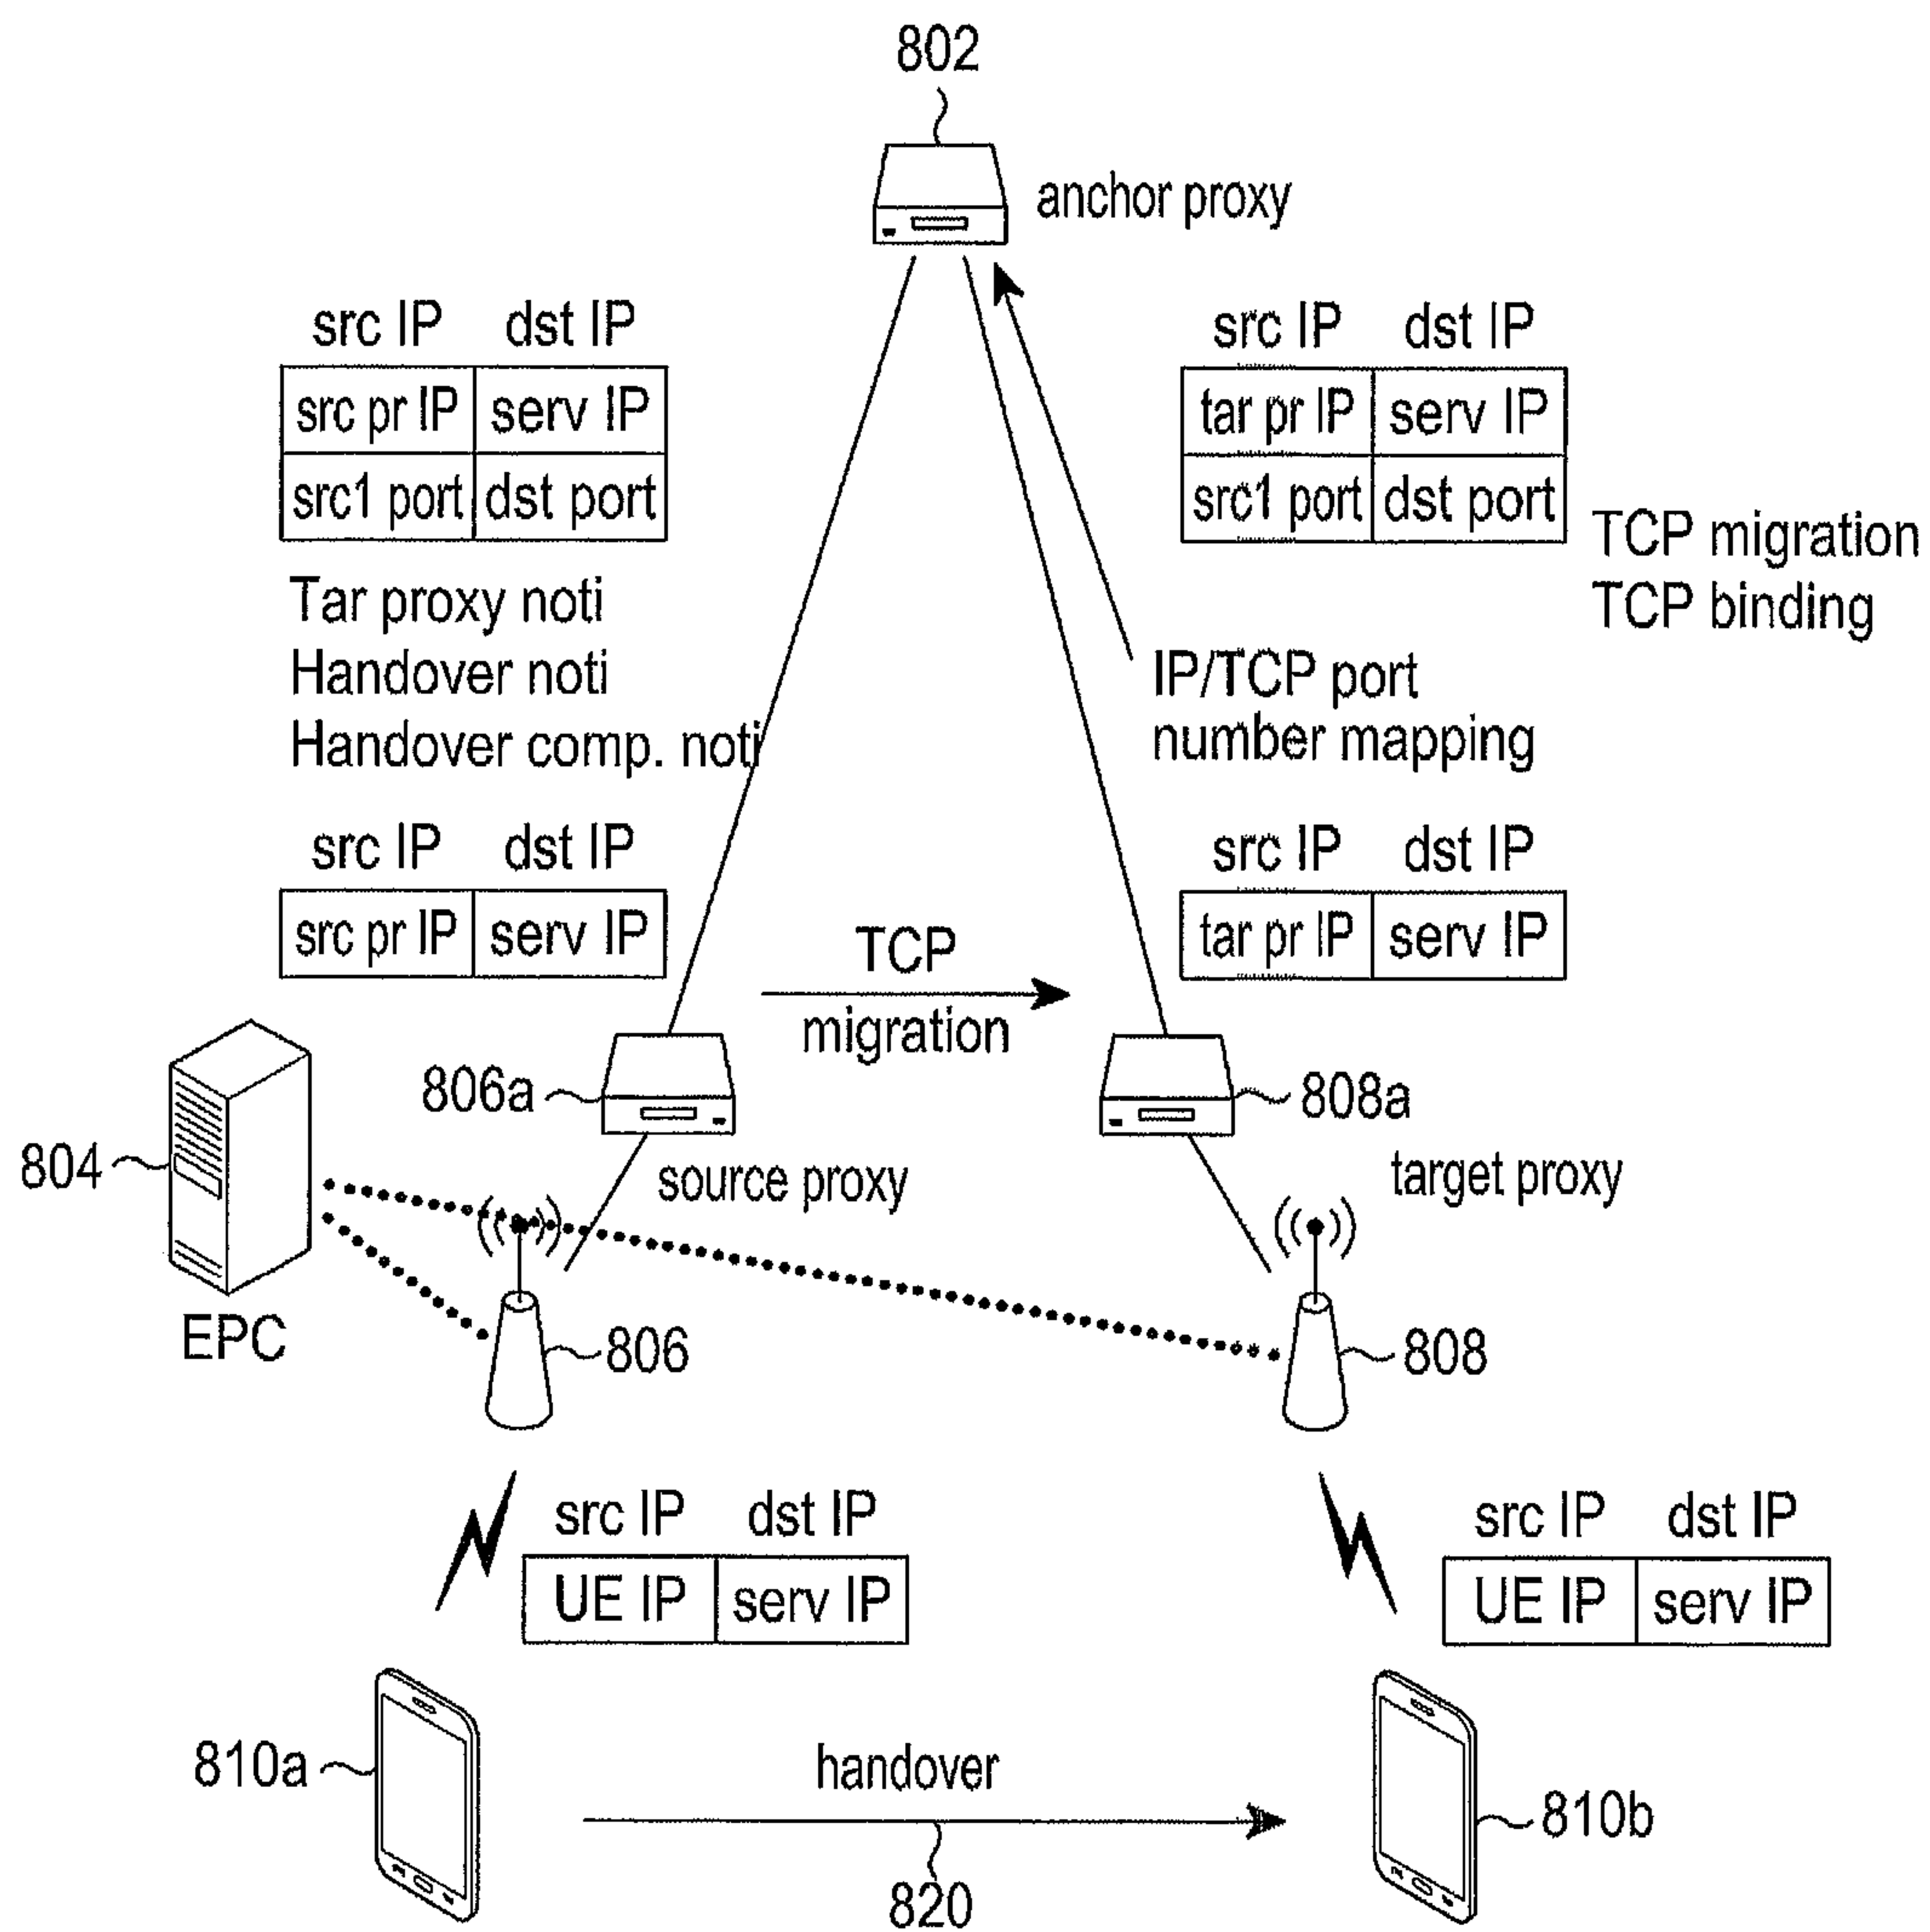 802
anchor proxy
src IP dst IP
src pr IP serv IP
src1 port dst port
src IP dst IP
tar pr IP serv IP
src1 port dst port
TCP migration
TCP binding
Tar proxy noti
Handover noti
Handover comp. noti
IP/TCP port
number mapping
src IP dst IP
src pr IP serv IP
TCP
migration
src IP dst IP
tar pr IP serv IP
806a
808a
804
source proxy
target proxy
EPC
806
808
src IP dst IP
UE IP serv IP
src IP dst IP
UE IP serv IP
810a
handover
810b
820